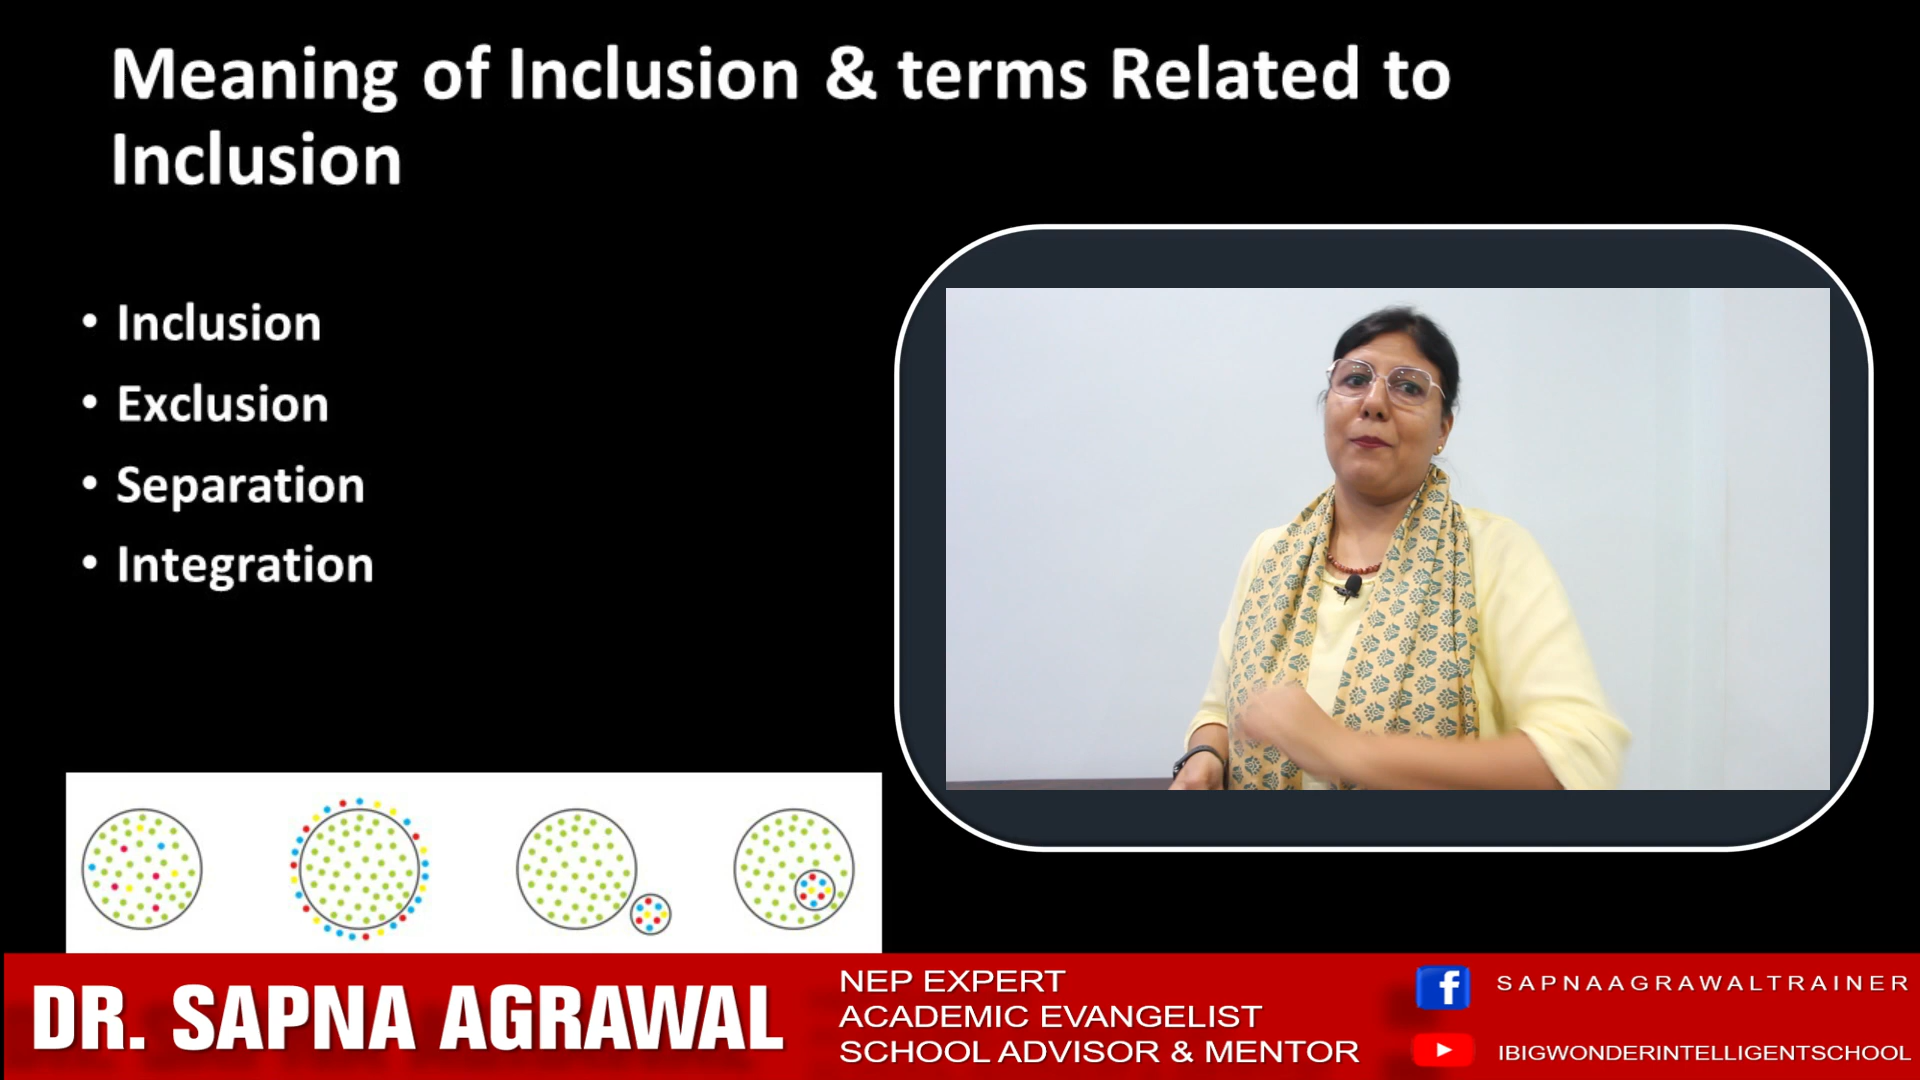 Meaning of Inclusion & terms Related to
Inclusion
• Inclusion
• Exclusion
• Separation
• Integration
DR. SAPNA AGRAWAL
NEP EXPERT
ACADEMIC EVANGELIST
SCHOOL ADVISOR & MENTOR
SAPNAAGRAWALTRAINER
IBIGWONDERINTELLIGENTSCHOOL